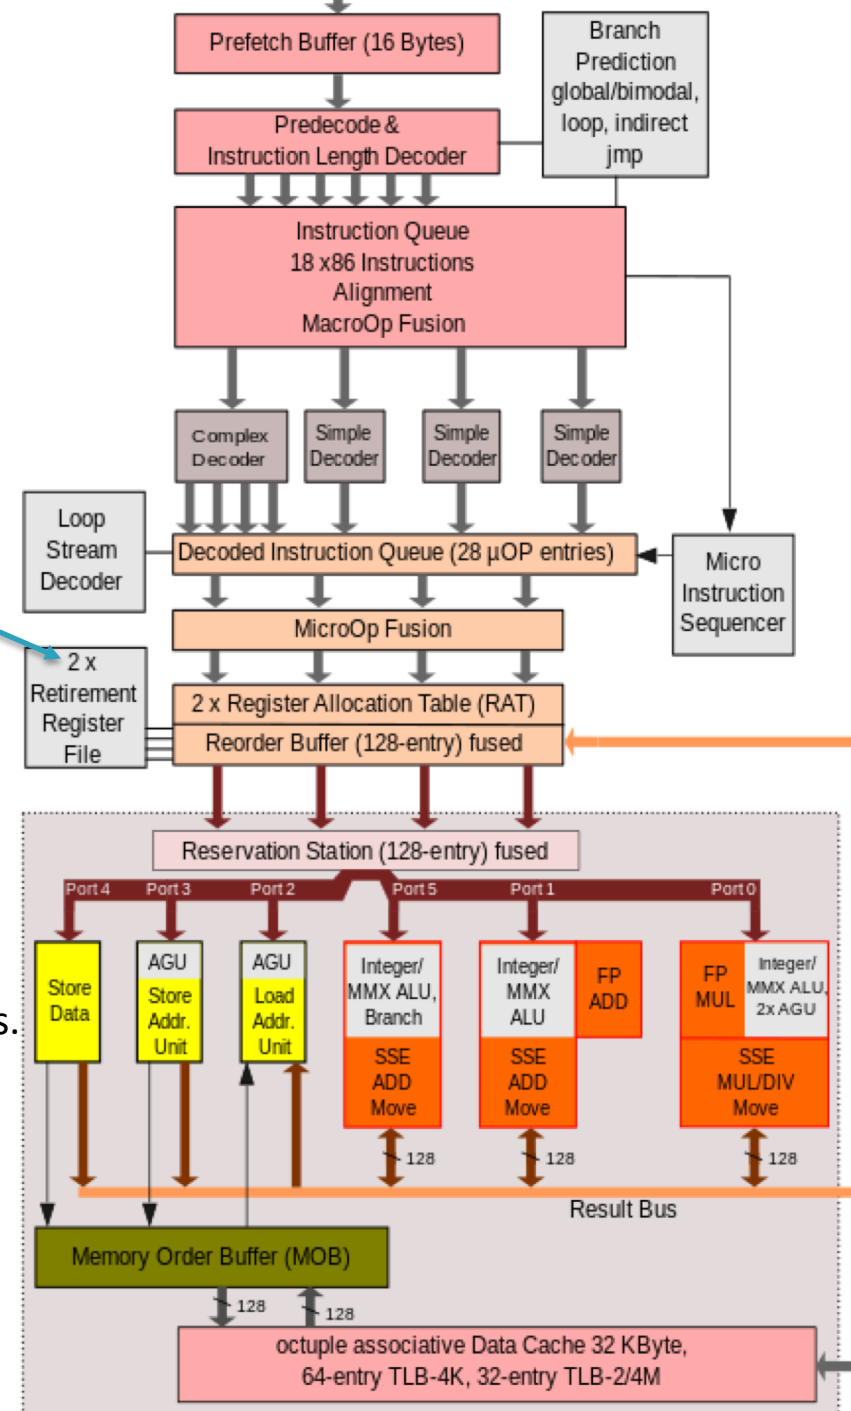 Prefetch Buffer (16 Bytes)
Branch
Prediction
global/bimodal,
loop, indirect
jmp
Predecode &
Instruction Length Decoder
Instruction Queue
18 x86 Instructions
Alignment
MacroOp Fusion
Complex
Decoder
Simple
Decoder
Simple
Decoder
Simple
Decoder
Loop
Stream
Decoder
Decoded Instruction Queue (28 µOP entries)
Micro
Instruction
Sequencer
MicroOp Fusion
2 x
Retirement
Register
File
2 x Register Allocation Table (RAT)
Reorder Buffer (128-entry) fused
Reservation Station (128-entry) fused
Port 4
Port 3
Port 2
Port 5
Port 1
Port 0
s.
Store
Data
AGU
Store
Addr.
Unit
AGU
Load
Addr.
Unit
Integer/
MMX ALU,
Branch
SSE
ADD
Move
Integer/
MMX
ALU
FP
ADD
SSE
ADD
Move
FP
MUL
Integer/
MMX ALU,
2x AGU
SSE
MUL/DIV
Move
128
128
128
Result Bus
Memory Order Buffer (MOB)
128
128
octuple associative Data Cache 32 KByte,
64-entry TLB-4K, 32-entry TLB-2/4M